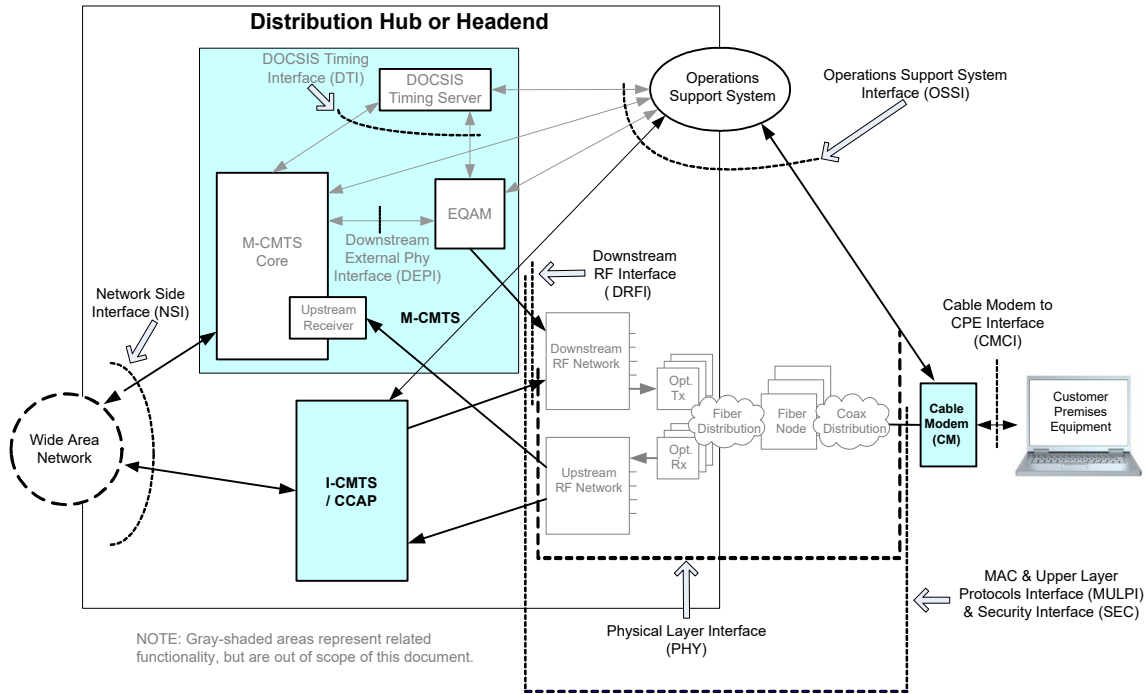 Distribution Hub or Headend
DOCSIS Timing
Interface (DTI)
DOCSIS
Timing Server
Operations
Support System
Operations Support System
Interface (OSSI)
M-CMTS
Core
EQAM
Downstream
External Phy
Interface (DEPI)
Upstream
Receiver
M-CMTS
Network Side
Interface (NSI)
Downstream
RF Interface
( DRFI)
Cable Modem to
CPE Interface
(CMCI)
Wide Area
Network
I-CMTS
/ CCAP
Downstream
RF Network
Opt.
Tx
Upstream
RF Network
Opt.
Rx
Fiber
Distribution
Fiber
Node
Coax
Distribution
Cable
Modem
(CM)
Customer
Premises
Equipment
MAC & Upper Layer
Protocols Interface (MULPI)
& Security Interface (SEC)
Physical Layer Interface
(PHY)
NOTE: Gray-shaded areas represent related
functionality, but are out of scope of this document.